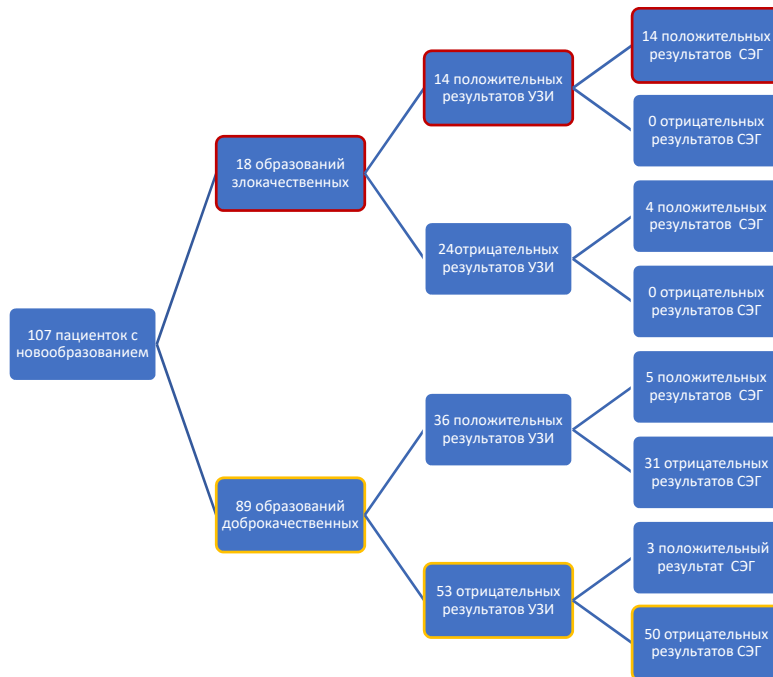 107 пациенток с
новообразованием
18 образований
злокачественных
14 положительных
результатов УЗИ
14 положительных
результатов СЭГ
0 отрицательных
результатов СЭГ
24отрицательных
результатов УЗИ
4 положительных
результатов СЭГ
0 отрицательных
результатов СЭГ
89 образований
доброкачественных
36 положительных
результатов УЗИ
5 положительных
результатов СЭГ
31 отрицательных
результатов СЭГ
53 отрицательных
результатов УЗИ
3 положительный
результат СЭГ
50 отрицательных
результатов СЭГ